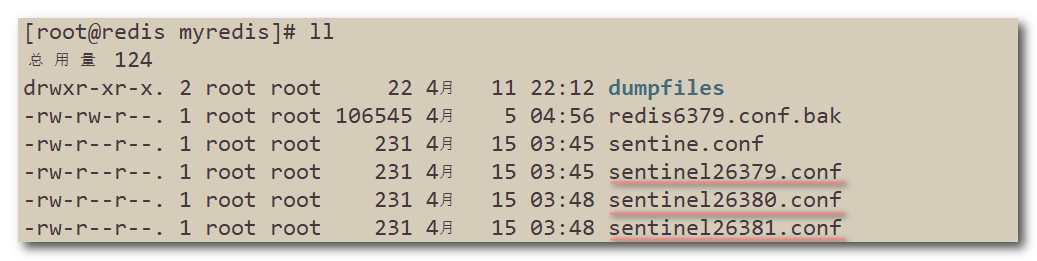 [root@redis myredis]# ll
总用量 124
drwxr-xr-x. 2 root root     22 4月   11 22:12 dumpfiles
-rw-rw-r--. 1 root root 106545 4月    5 04:56 redis6379.conf.bak
-rw-r--r--. 1 root root    231 4月   15 03:45 sentine.conf
-rw-r--r--. 1 root root    231 4月   15 03:45 sentinel26379.conf
-rw-r--r--. 1 root root    231 4月   15 03:48 sentinel26380.conf
-rw-r--r--. 1 root root    231 4月   15 03:48 sentinel26381.conf